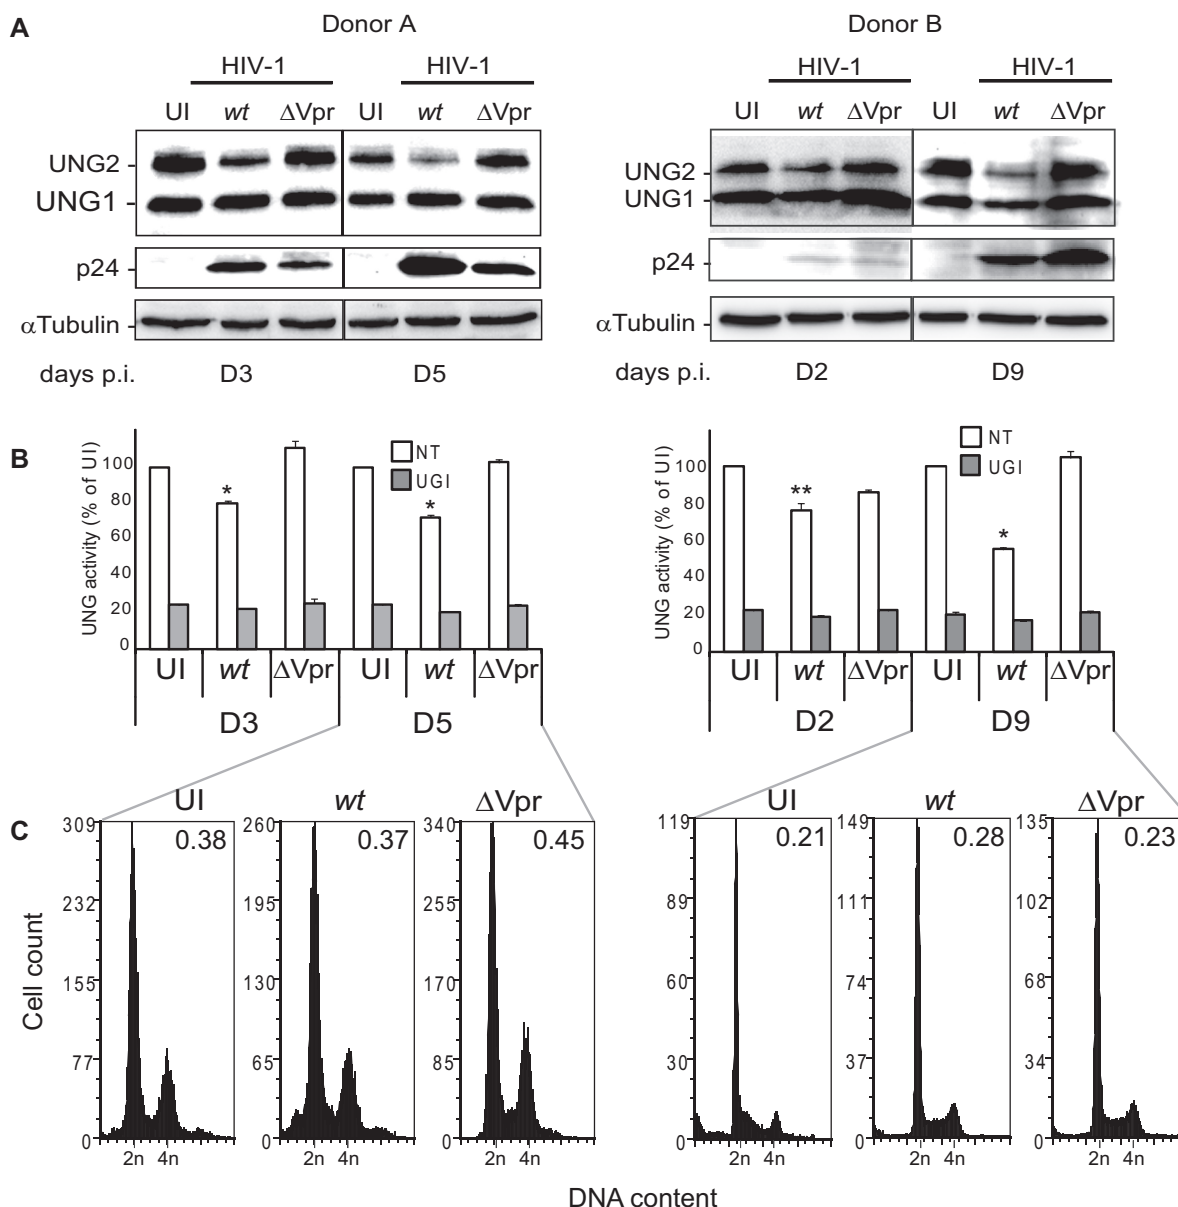 A
Donor A
Donor B
HIV-1
HIV-1
HIV-1
HIV-1
UI wt ΔVpr UI wt ΔVpr
UI wt ΔVpr UI wt ΔVpr
UNG2 -
UNG1 -
p24 -
αTubulin -
days p.i. D3 D5
UNG2 -
UNG1 -
p24 -
αTubulin -
days p.i. D2 D9
B
UNG activity (% of UI)
100
80
60
40
20
0
NT
UGI
*
*
UI wt ΔVpr UI wt ΔVpr
D3 D5
UNG activity (% of UI)
100
80
60
40
20
0
NT
UGI
**
*
UI wt ΔVpr UI wt ΔVpr
D2 D9
C
Cell count
UI
0.38
309
232
155
77
0
2n 4n
wt
0.37
260
195
130
65
0
2n 4n
ΔVpr
0.45
340
255
170
85
0
2n 4n
UI
0.21
119
89
60
30
0
2n 4n
wt
0.28
149
111
74
37
0
2n 4n
ΔVpr
0.23
135
102
68
34
0
2n 4n
DNA content